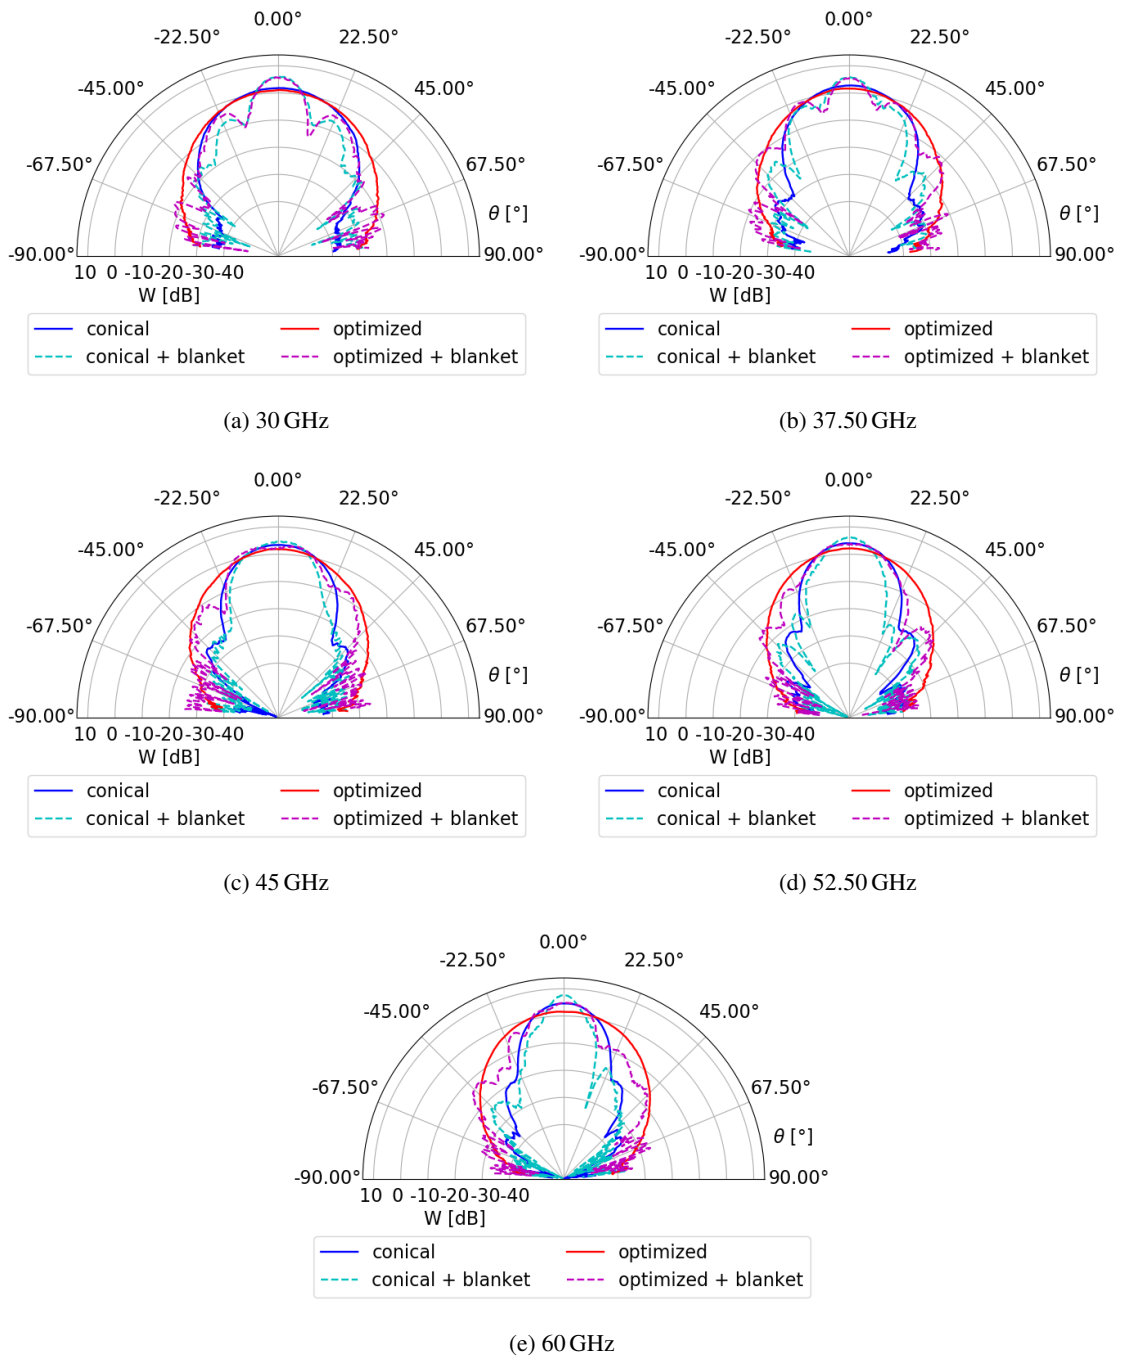 0.00°
-22.50° 22.50°
-45.00° 45.00°
-67.50° 67.50°
θ [°]
-90.00° 90.00°
10 0 -10-20-30-40
W [dB]
conical optimized
conical + blanket optimized + blanket
(a) 30 GHz
0.00°
-22.50° 22.50°
-45.00° 45.00°
-67.50° 67.50°
θ [°]
-90.00° 90.00°
10 0 -10-20-30-40
W [dB]
conical optimized
conical + blanket optimized + blanket
(b) 37.50 GHz
0.00°
-22.50° 22.50°
-45.00° 45.00°
-67.50° 67.50°
θ [°]
-90.00° 90.00°
10 0 -10-20-30-40
W [dB]
conical optimized
conical + blanket optimized + blanket
(c) 45 GHz
0.00°
-22.50° 22.50°
-45.00° 45.00°
-67.50° 67.50°
θ [°]
-90.00° 90.00°
10 0 -10-20-30-40
W [dB]
conical optimized
conical + blanket optimized + blanket
(d) 52.50 GHz
0.00°
-22.50° 22.50°
-45.00° 45.00°
-67.50° 67.50°
θ [°]
-90.00° 90.00°
10 0 -10-20-30-40
W [dB]
conical optimized
conical + blanket optimized + blanket
(e) 60 GHz